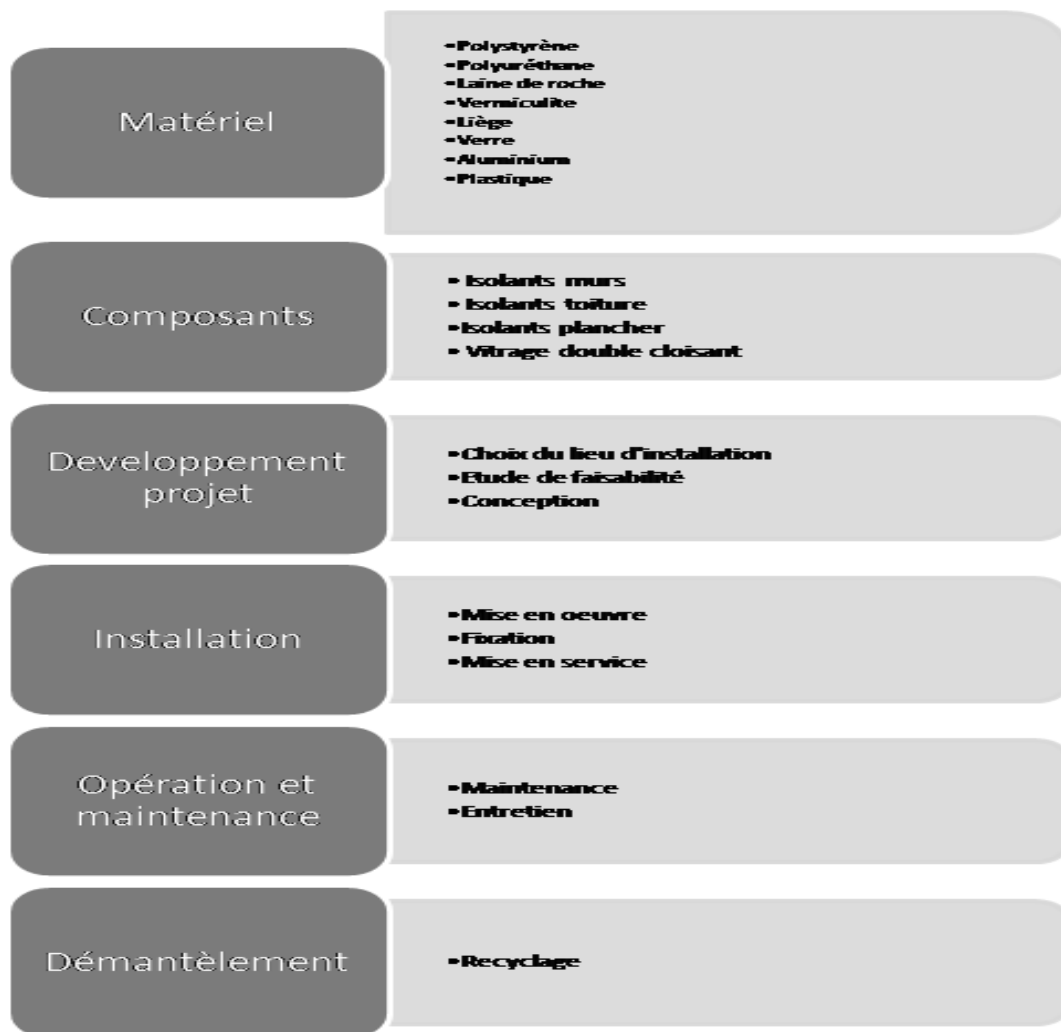 Matériel
•Polystyrène
•Polyuréthane
•Laine de roche
•Vermiculite
•Liège
•Verre
•Aluminium
•Plastique
Composants
• Isolants murs
• Isolants toiture
•Isolants plancher
• Vitrage double cloisant
Developpement
projet
•Choix du lieu d'installation
•Etude de faisabilité
•Conception
Installation
•Mise en oeuvre
•Fixation
•Mise en service
Opération et
maintenance
•Maintenance
•Entretien
Démantèlement
•Recyclage